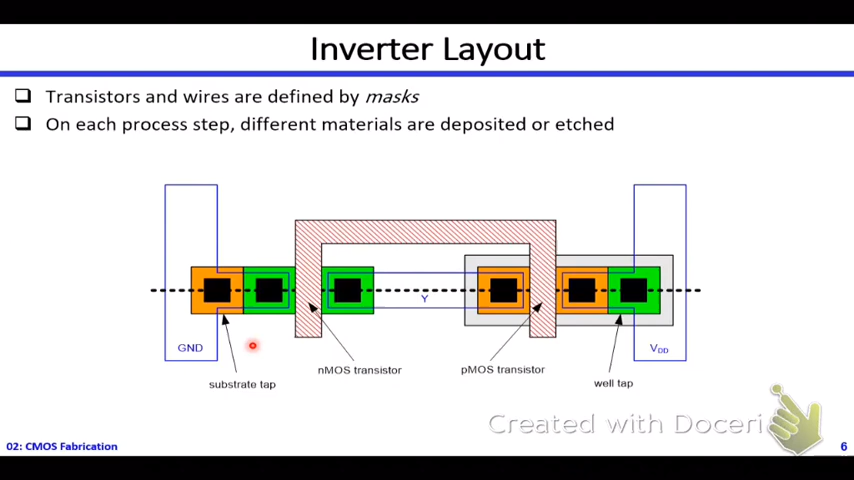 Inverter Layout
Transistors and wires are defined by masks
On each process step, different materials are deposited or etched
Y
GND
VDD
nMOS transistor
pMOS transistor
substrate tap
well tap
Created with Doceri
02: CMOS Fabrication
6